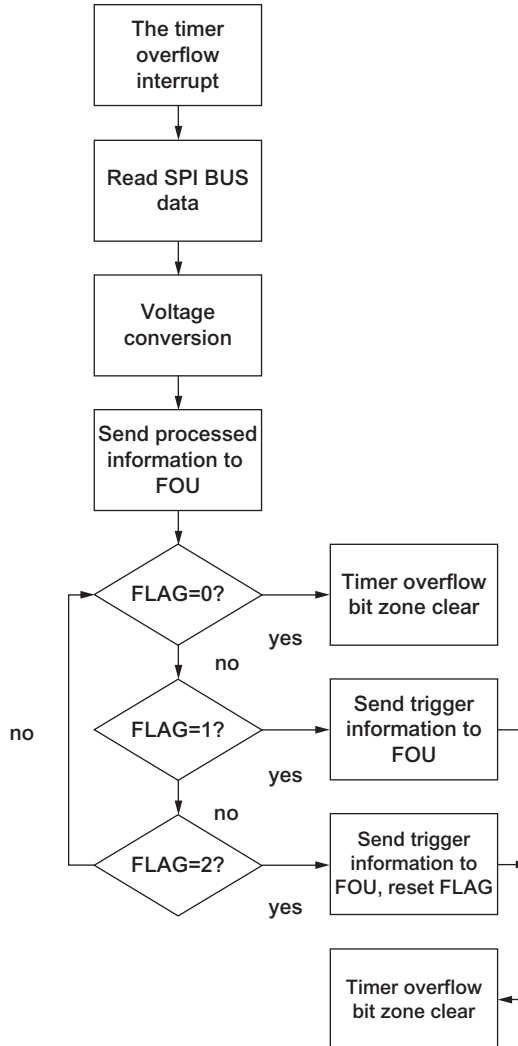 The timer
overflow
interrupt
Read SPI BUS
data
Voltage
conversion
Send processed
information to
FOU
FLAG=0?
yes
Timer overflow
bit zone clear
no
FLAG=1?
yes
Send trigger
information to
FOU
no
no
FLAG=2?
yes
Send trigger
information to
FOU, reset FLAG
Timer overflow
bit zone clear